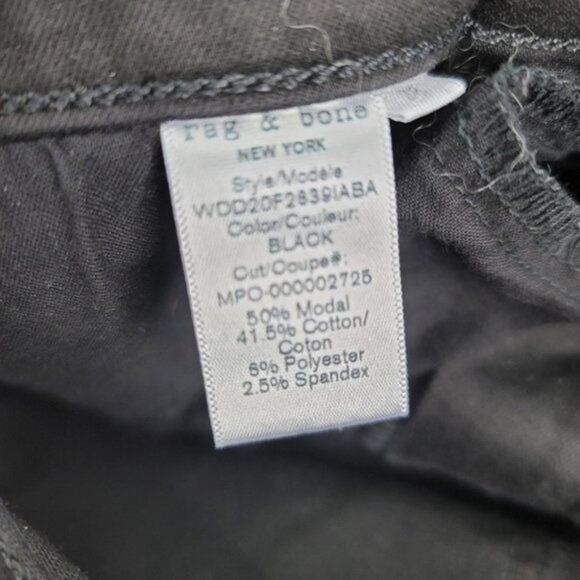 rag & bone
NEW YORK
Style/Modele
WDD20F2639IABA
Color/Couleur:
BLACK
Cut/Coupe#:
MPO-000002725
50% Modal
41.5% Cotton/
Coton
6% Polyester
2.5% Spandex